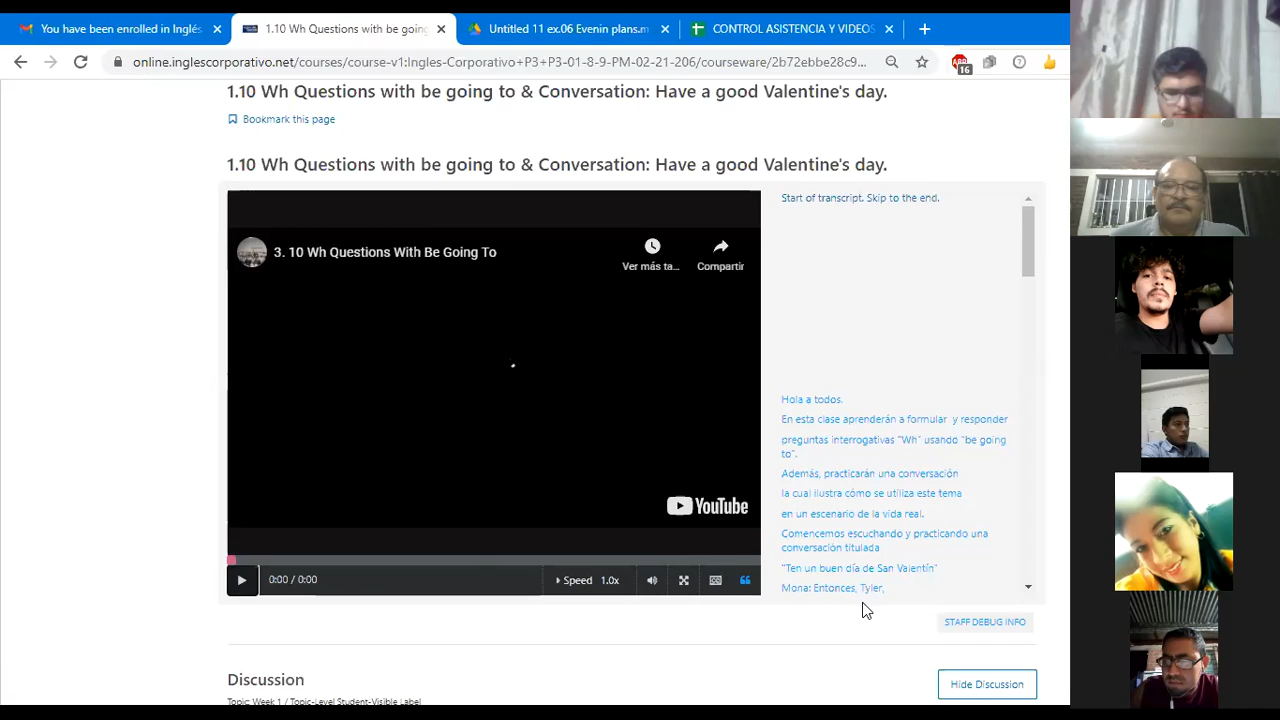 You have been enrolled in Inglés
1.10 Wh Questions with be going
Untitled 11 ex.06 Evenin plans.m
CONTROL ASISTENCIA Y VIDEOS
online.inglescorporativo.net/courses/course-v1:Ingles-Corporativo+P3+P3-01-8-9-PM-02-21-206/courseware/2b72ebbe28c9...
16
1.10 Wh Questions with be going to & Conversation: Have a good Valentine's day.
Bookmark this page
1.10 Wh Questions with be going to & Conversation: Have a good Valentine's day.
3. 10 Wh Questions With Be Going To
Ver más ta...
Compartir
YouTube
0:00 / 0:00
Speed 1.0x
Start of transcript. Skip to the end.
Hola a todos.
En esta clase aprenderán a formular y responder
preguntas interrogativas "Wh" usando "be going
to".
Además, practicarán una conversación
la cual ilustra cómo se utiliza este tema
en un escenario de la vida real.
Comencemos escuchando y practicando una
conversación titulada
"Ten un buen día de San Valentín"
Mona: Entonces, Tyler,
STAFF DEBUG INFO
Discussion
Hide Discussion
Topic: Week 1 / Topic-Level Student-Visible Label